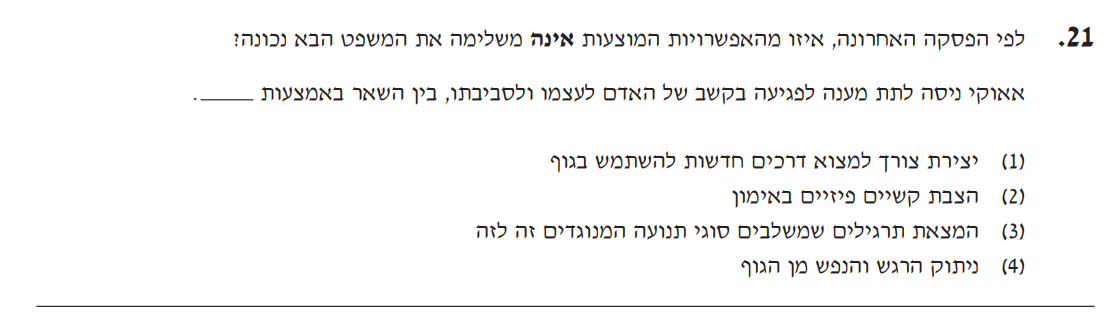 21. לפי הפסקה האחרונה, איזו מהאפשרויות המוצעות אינה משלימה את המשפט הבא נכונה?
אאוקי ניסה לתת מענה לפגיעה בקשב של האדם לעצמו ולסביבתו, בין השאר באמצעות _____.
(1) יצירת צורך למצוא דרכים חדשות להשתמש בגוף
(2) הצבת קשיים פיזיים באימון
(3) המצאת תרגילים שמשלבים סוגי תנועה המנוגדים זה לזה
(4) ניתוק הרגש והנפש מן הגוף